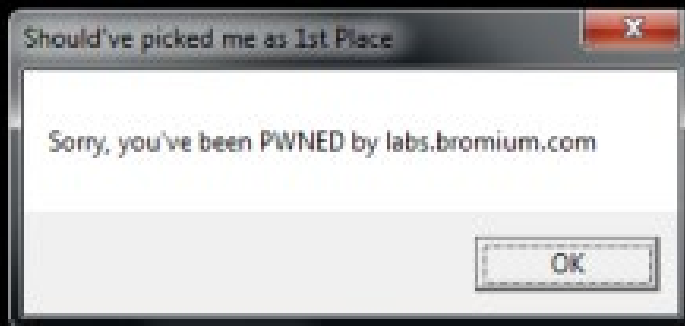 Should've picked me as 1st Place
Sorry, you've been PWNED by labs.bromium.com
OK